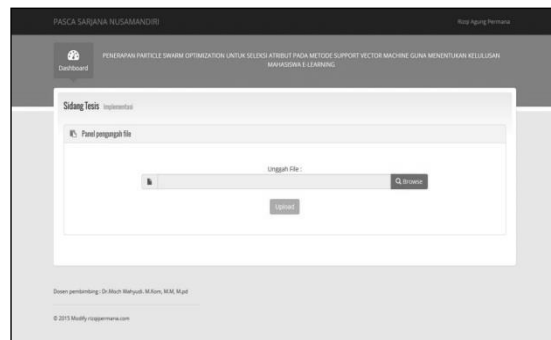 PASCA SARJANA NUSAMANDIRI
Rizqi Agung Permana
Dashboard
PENERAPAN PARTICLE SWARM OPTIMIZATION UNTUK SELEKSI ATRIBUT PADA METODE SUPPORT VECTOR MACHINE GUNA MENENTUKAN KELULUSAN
MAHASISWA E-LEARNING
Sidang Tesis Implementasi
Panel pengungah file
Unggah File :
Browse
Upload
Dosen pembimbing : Dr.Moch Wahyudi. M.Kom, M.M, M.pd
© 2015 Modify rizqipermana.com